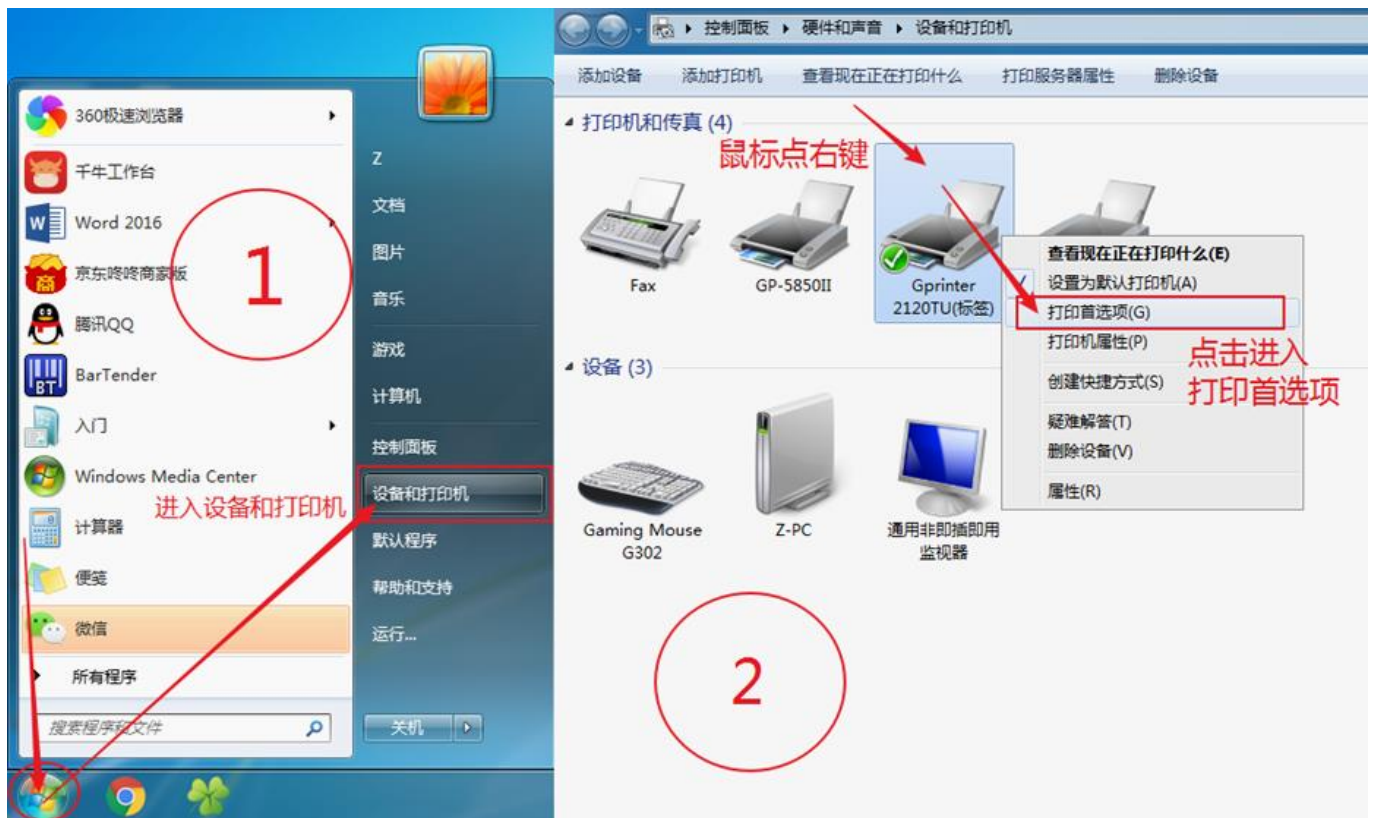 360极速浏览器
千牛工作台
Word 2016
京东咚咚商家版
腾讯QQ
BarTender
入门
Windows Media Center
进入设备和打印机
计算器
便笺
微信
所有程序
搜索程序和文件
1
Z
文档
图片
音乐
游戏
计算机
控制面板
设备和打印机
默认程序
帮助和支持
运行...
关机
控制面板 硬件和声音 设备和打印机
添加设备 添加打印机 查看现在正在打印什么 打印服务器属性 删除设备
打印机和传真 (4)
鼠标点右键
Fax
GP-5850II
Gprinter
2120TU(标签)
查看现在正在打印什么(E)
设置为默认打印机(A)
打印首选项(G)
打印机属性(P)
创建快捷方式(S)
疑难解答(T)
删除设备(V)
属性(R)
点击进入
打印首选项
设备 (3)
Gaming Mouse
G302
Z-PC
通用非即插即用
监视器
2